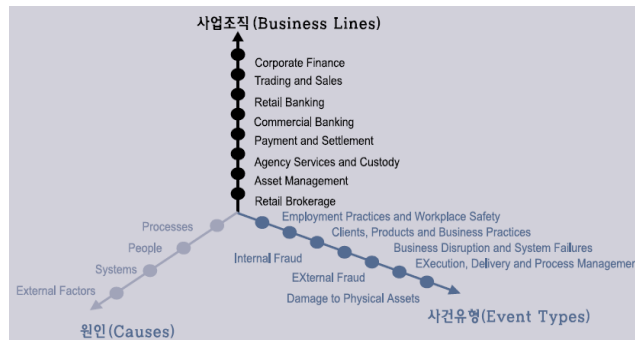 사업조직(Business Lines)
Corporate Finance
Trading and Sales
Retail Banking
Commercial Banking
Payment and Settlement
Agency Services and Custody
Asset Management
Retail Brokerage
Employment Practices and Workplace Safety
Processes
Clients, Products and Business Practices
People
Business Disruption and System Failures
Internal Fraud
EXecution, Delivery and Process Managemen
Systems
EXternal Fraud
External Factors
Damage to Physical Assets
사건유형(Event Types)
원인(Causes)